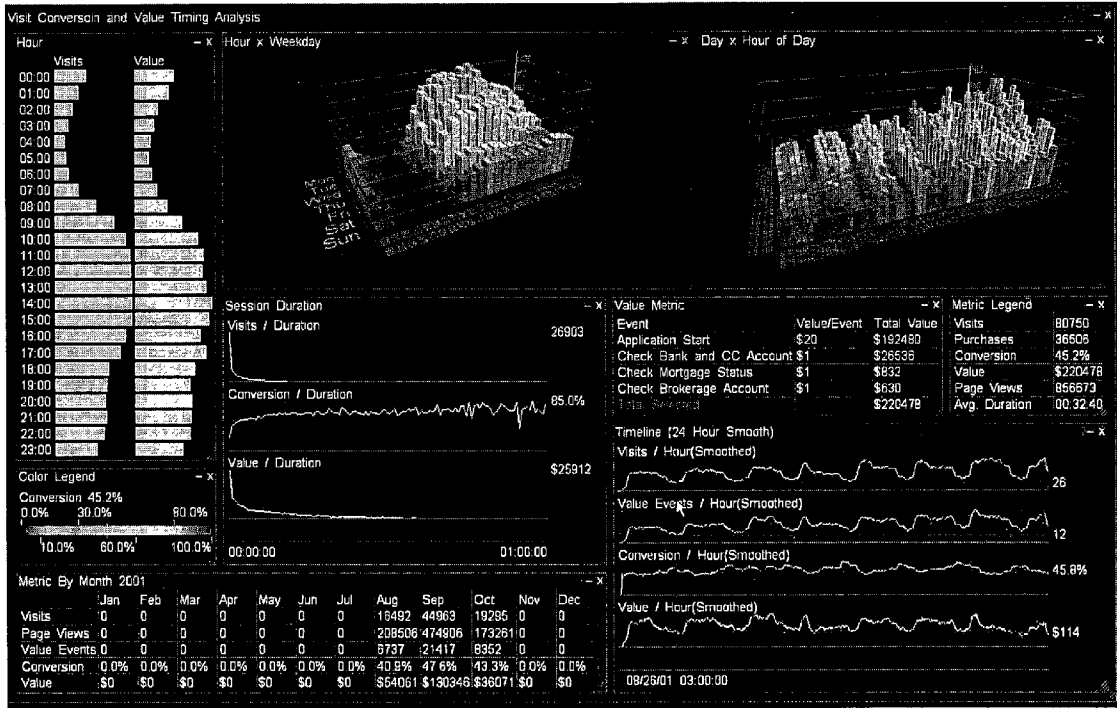 Visit Conversoin and Value Timing Analysis - x
Hour - x
Visits Value
00:00
01:00
02:00
03:00
04:00
05:00
06:00
07:00
08:00
09:00
10:00
11:00
12:00
13:00
14:00
15:00
16:00
17:00
18:00
19:00
20:00
21:00
22:00
23:00
Color Legend - x
Conversion 45.2%
0.0% 30.0% 80.0%
10.0% 60.0% 100.0%
Hour x Weekday - x
Thu
Fri
Sat
Sun
Day x Hour of Day - x
Session Duration - x
Visits / Duration 26903
Conversion / Duration 85.0%
Value / Duration $25912
00:00:00 01:00:00
Value Metric - x
Event Value/Event Total Value
Application Start $20 $192480
Check Bank and CC Account $1 $26536
Check Mortgage Status $1 $832
Check Brokerage Account $1 $630
Total Selected $220478
Metric Legend - x
Visits 80750
Purchases 36506
Conversion 45.2%
Value $220478
Page Views 856673
Avg. Duration 00:32.40
Timeline (24 Hour Smooth) - x
Visits / Hour(Smoothed) 26
Value Events / Hour(Smoothed) 12
Conversion / Hour(Smoothed) 45.8%
Value / Hour(Smoothed) $114
09/26/01 03:00:00
Metric By Month 2001 - x
Jan Feb Mar Apr May Jun Jul Aug Sep Oct Nov Dec
Visits 0 0 0 0 0 0 0 16492 44963 19295 0 0
Page Views 0 0 0 0 0 0 0 208506 474906 173261 0 0
Value Events 0 0 0 0 0 0 0 6737 21417 8352 0 0
Conversion 0.0% 0.0% 0.0% 0.0% 0.0% 0.0% 0.0% 40.9% 47.6% 43.3% 0.0% 0.0%
Value $0 $0 $0 $0 $0 $0 $0 $54061 $130346 $36071 $0 $0